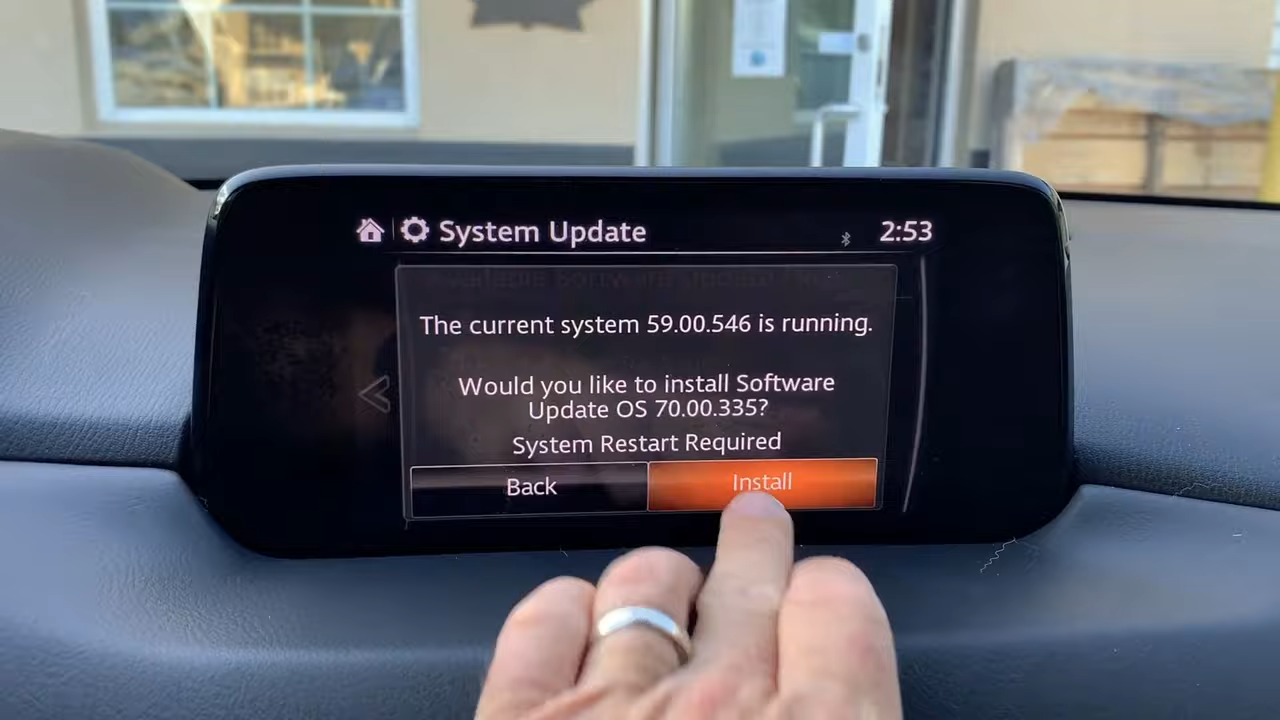 System Update
2:53
The current system 59.00.546 is running.
Would you like to install Software
Update OS 70.00.335?
System Restart Required
Back
Install